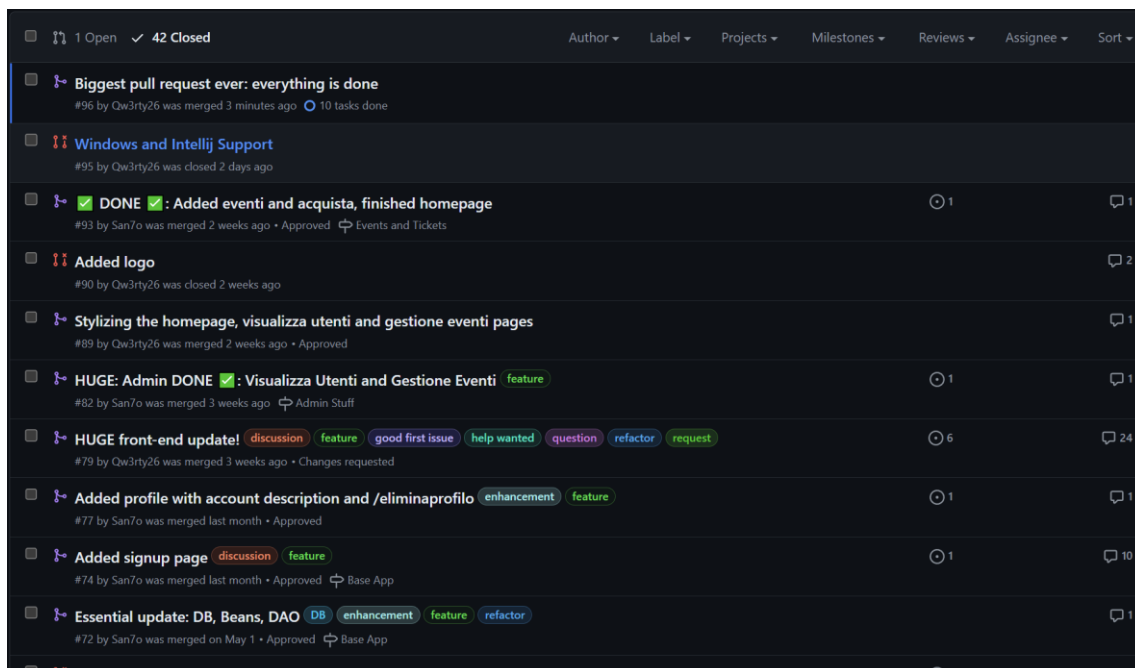 1 Open ✓ 42 Closed Author Label Projects Milestones Reviews Assignee Sort
Biggest pull request ever: everything is done
#96 by Qw3rty26 was merged 3 minutes ago 10 tasks done
Windows and Intellij Support
#95 by Qw3rty26 was closed 2 days ago
✅ DONE ✅: Added eventi and acquista, finished homepage 1 1
#93 by San7o was merged 2 weeks ago • Approved Events and Tickets
Added logo 2
#90 by Qw3rty26 was closed 2 weeks ago
Stylizing the homepage, visualizza utenti and gestione eventi pages 1
#89 by Qw3rty26 was merged 2 weeks ago • Approved
HUGE: Admin DONE ✅: Visualizza Utenti and Gestione Eventi feature 1 1
#82 by San7o was merged 3 weeks ago Admin Stuff
HUGE front-end update! discussion feature good first issue help wanted question refactor request 6 24
#79 by Qw3rty26 was merged 3 weeks ago • Changes requested
Added profile with account description and /eliminaprofilo enhancement feature 1 1
#77 by San7o was merged last month • Approved
Added signup page discussion feature 1 10
#74 by San7o was merged last month • Approved Base App
Essential update: DB, Beans, DAO DB enhancement feature refactor 1
#72 by San7o was merged on May 1 • Approved Base App